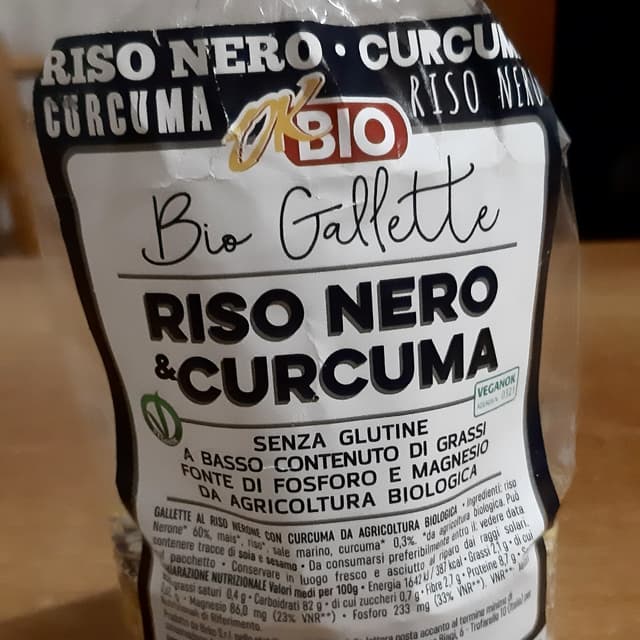 RISO NERO · CURCUM
CURCUMA
RISO NERO
OK BIO
Bio Gallette
RISO NERO
& CURCUMA
VEGANOK
SENZA GLUTINE
A BASSO CONTENUTO DI GRASSI
FONTE DI FOSFORO E MAGNESIO
DA AGRICOLTURA BIOLOGICA
GALLETTE AL RISO NERONE CON CURCUMA DA AGRICOLTURA BIOLOGICA • Ingredienti: riso
Nerone* 60%, mais*, riso*, sale marino, curcuma* 0,3%. *da agricoltura biologica. Può
contenere tracce di soia e sesamo • Da consumarsi preferibilmente entro il: vedere data
pacchetto • Conservare in luogo fresco e asciutto al riparo dai raggi solari.
DICHIARAZIONE NUTRIZIONALE Valori medi per 100g • Energia 1642 kJ/ 387 kcal • Grassi 2,1 g • di cui
grassi saturi 0,4 g • Carboidrati 82 g • di cui zuccheri 0,7 g • Fibre 2,7 g • Proteine 8,7 g •
• Magnesio 86,0 mg (23% VNR**) • Fosforo 233 mg (33% VNR**). VNR**
di Riferimento.